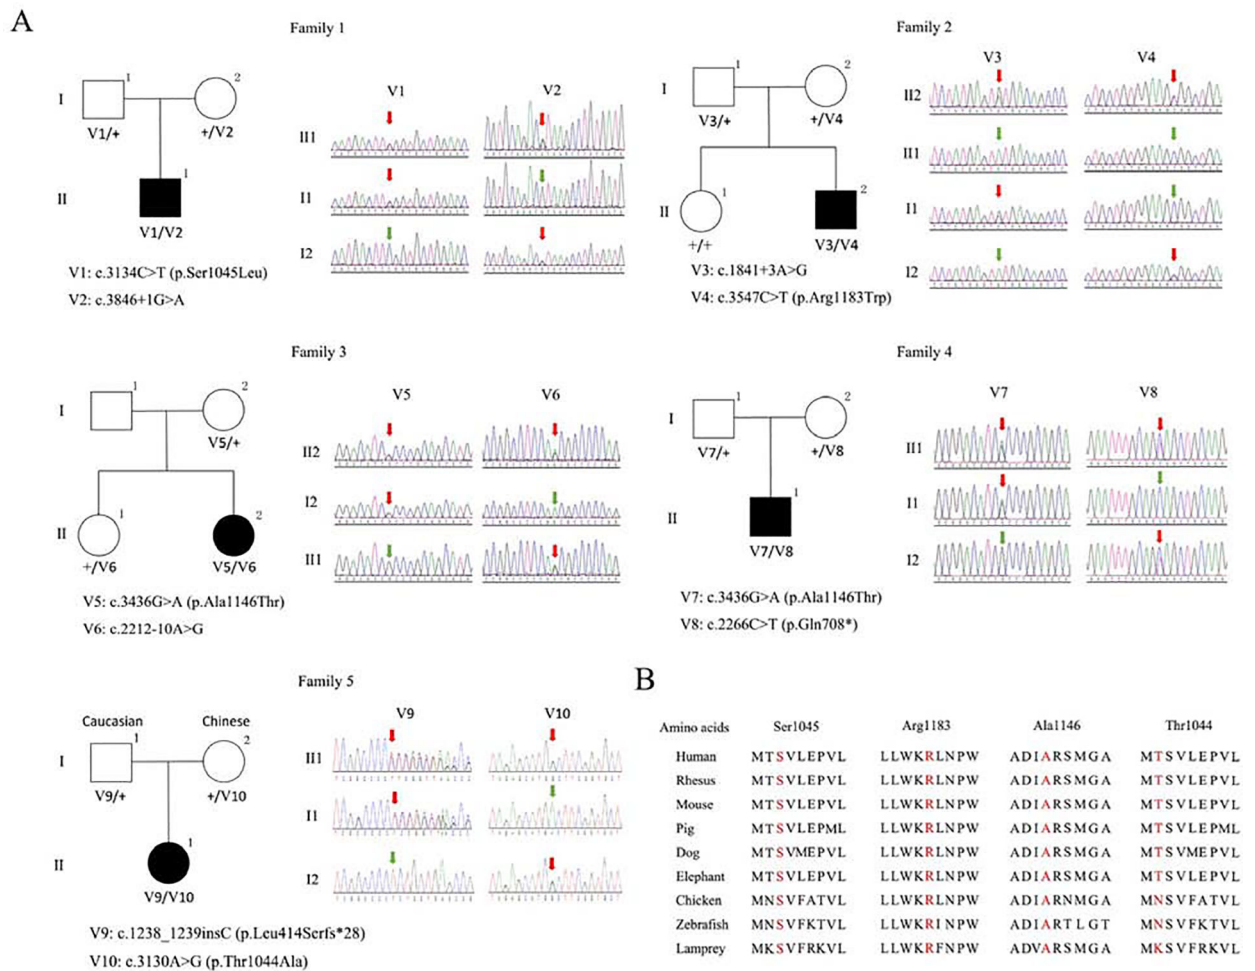 A
Family 1
I
1
2
V1/+
+/V2
II
1
V1/V2
V1
V2
II1
I1
I2
V1: c.3134C>T (p.Ser1045Leu)
V2: c.3846+1G>A
Family 2
I
1
2
V3/+
+/V4
II
1
2
+/+
V3/V4
V3
V4
II2
II1
I1
I2
V3: c.1841+3A>G
V4: c.3547C>T (p.Arg1183Trp)
Family 3
I
1
2
V5/+
II
1
2
+/V6
V5/V6
V5
V6
II2
I2
II1
V5: c.3436G>A (p.Ala1146Thr)
V6: c.2212-10A>G
Family 4
I
1
2
V7/+
+/V8
II
1
V7/V8
V7
V8
II1
I1
I2
V7: c.3436G>A (p.Ala1146Thr)
V8: c.2266C>T (p.Gln708*)
Family 5
Caucasian
Chinese
I
1
2
V9/+
+/V10
II
1
V9/V10
V9
V10
II1
I1
I2
V9: c.1238_1239insC (p.Leu414Serfs*28)
V10: c.3130A>G (p.Thr1044Ala)
B
Amino acids Ser1045 Arg1183 Ala1146 Thr1044
Human MTSVLEPVL LLWKRLNPW ADIARSMGA MTSVLEPVL
Rhesus MTSVLEPVL LLWKRLNPW ADIARSMGA MTSVLEPVL
Mouse MTSVLEPVL LLWKRLNPW ADIARSMGA MTSVLEPVL
Pig MTSVLEPML LLWKRLNPW ADIARSMGA MTSVLEPML
Dog MTSVMEPVL LLWKRLNPW ADIARSMGA MTSVMEPVL
Elephant MTSVLEPVL LLWKRLNPW ADIARSMGA MTSVLEPVL
Chicken MNSVFATVL LLWKRLNPW ADIARNMGA MNSVFATVL
Zebrafish MNSVFKTVL LLWKRINPW ADIARTLGT MNSVFKTVL
Lamprey MKSVFRKVL LLWKRFNPW ADVARSMGA MKSVFRKVL